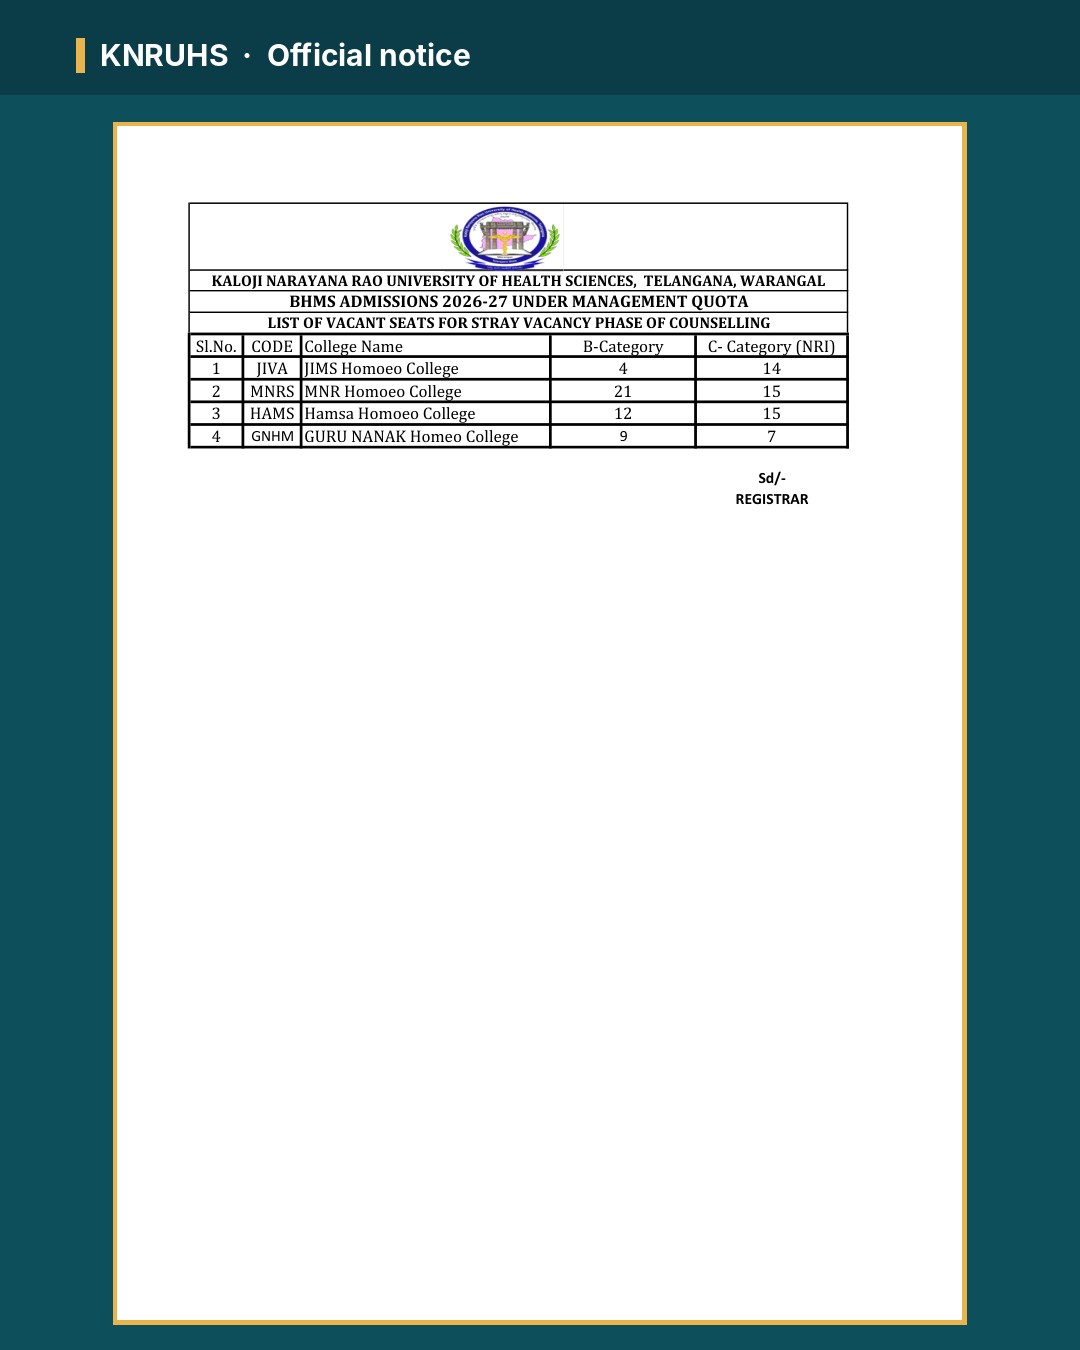 KNRUHS · Official notice
KALOJI NARAYANA RAO UNIVERSITY OF HEALTH SCIENCES, TELANGANA, WARANGAL
BHMS ADMISSIONS 2026-27 UNDER MANAGEMENT QUOTA
LIST OF VACANT SEATS FOR STRAY VACANCY PHASE OF COUNSELLING
Sl.No. CODE College Name B-Category C- Category (NRI)
1 JIVA JIMS Homoeo College 4 14
2 MNRS MNR Homoeo College 21 15
3 HAMS Hamsa Homoeo College 12 15
4 GNHM GURU NANAK Homeo College 9 7
Sd/-
REGISTRAR